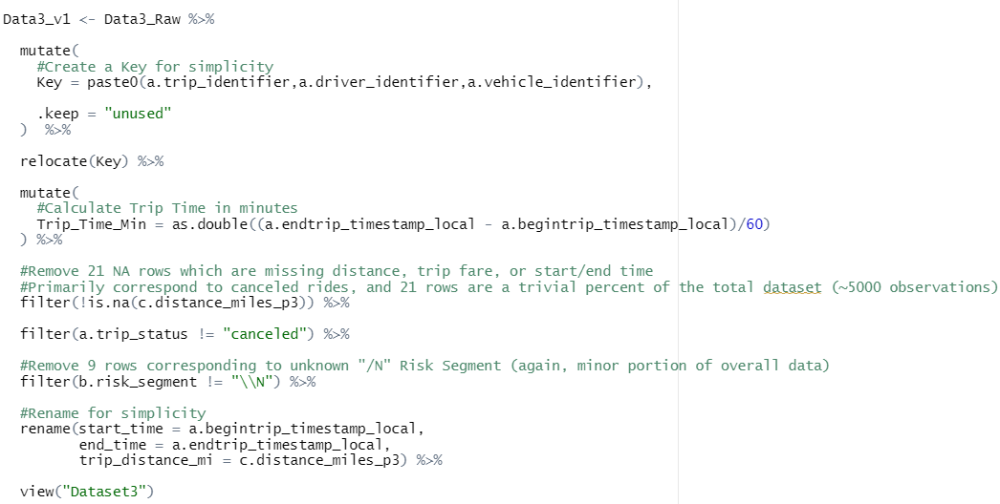 Data3_v1 <- Data3_Raw %>%
mutate(
#Create a Key for simplicity
Key = paste0(a.trip_identifier,a.driver_identifier,a.vehicle_identifier),
.keep = "unused"
) %>%
relocate(Key) %>%
mutate(
#Calculate Trip Time in minutes
Trip_Time_Min = as.double((a.endtrip_timestamp_local - a.begintrip_timestamp_local)/60)
) %>%
#Remove 21 NA rows which are missing distance, trip fare, or start/end time
#Primarily correspond to canceled rides, and 21 rows are a trivial percent of the total dataset (~5000 observations)
filter(!is.na(c.distance_miles_p3)) %>%
filter(a.trip_status != "canceled") %>%
#Remove 9 rows corresponding to unknown "/N" Risk Segment (again, minor portion of overall data)
filter(b.risk_segment != "\\N") %>%
#Rename for simplicity
rename(start_time = a.begintrip_timestamp_local,
end_time = a.endtrip_timestamp_local,
trip_distance_mi = c.distance_miles_p3) %>%
view("Dataset3")